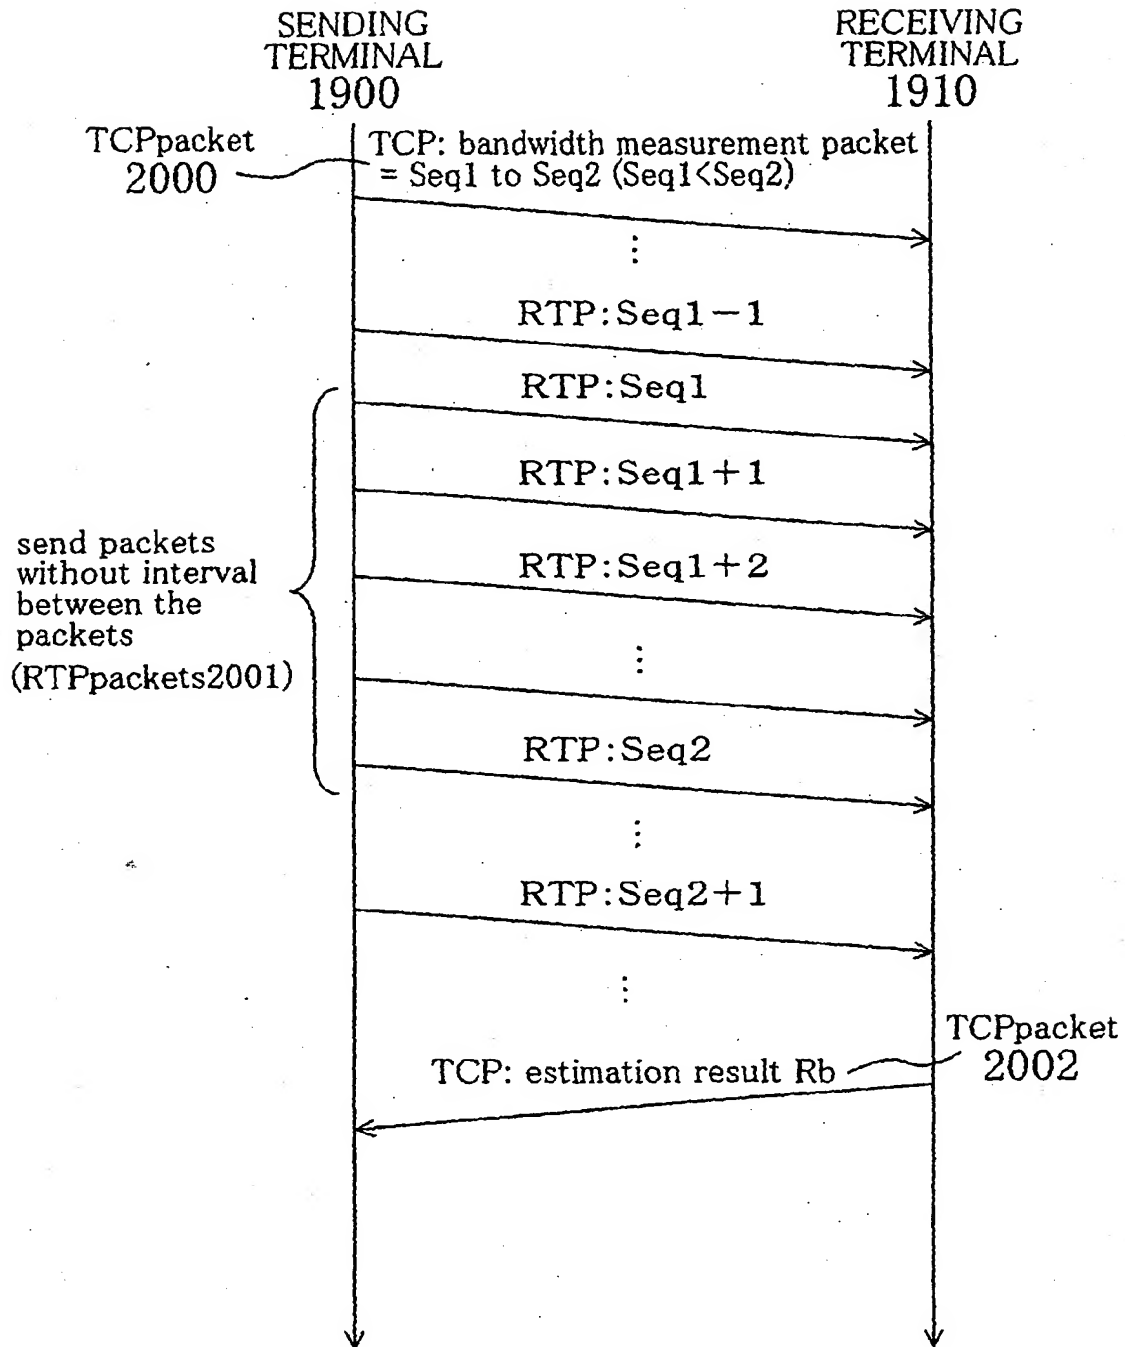 SENDING
TERMINAL
1900
RECEIVING
TERMINAL
1910
TCPpacket
2000
TCP: bandwidth measurement packet
= Seq1 to Seq2 (Seq1<Seq2)
RTP:Seq1-1
RTP:Seq1
RTP:Seq1+1
RTP:Seq1+2
send packets
without interval
between the
packets
(RTPpackets2001)
RTP:Seq2
RTP:Seq2+1
TCPpacket
2002
TCP: estimation result Rb